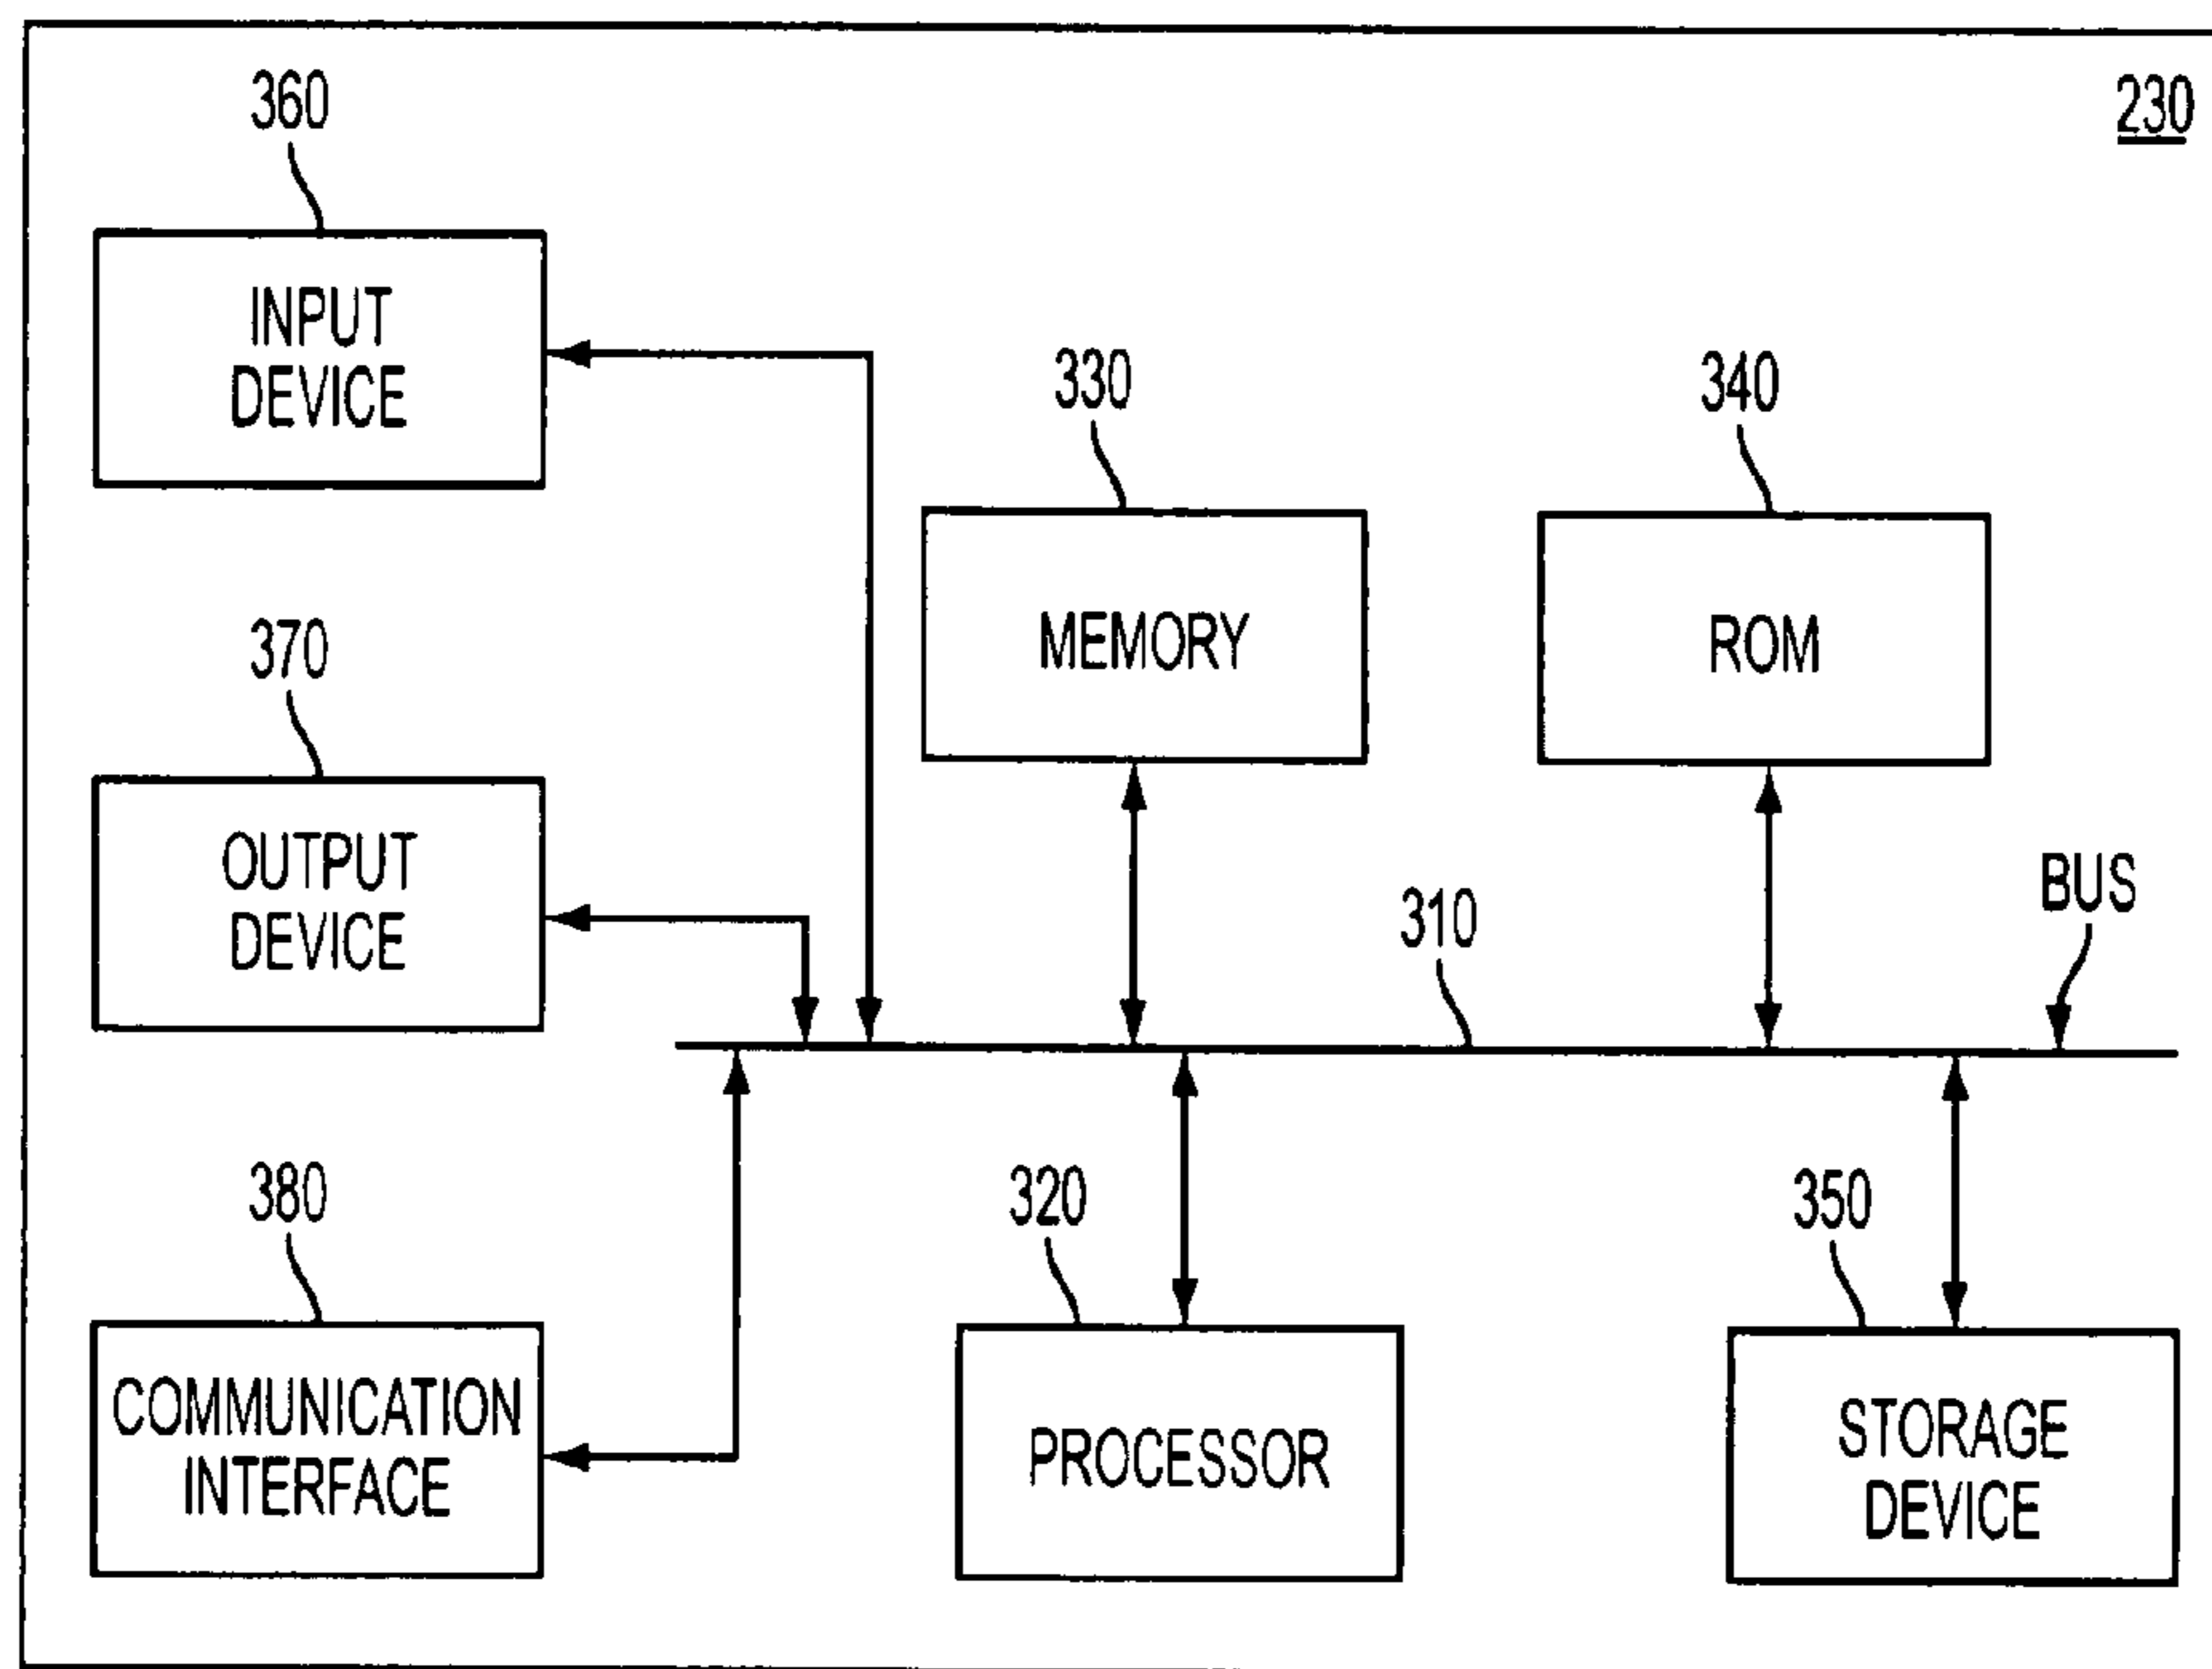 230
360
INPUT
DEVICE
330
MEMORY
340
ROM
370
OUTPUT
DEVICE
310
BUS
380
COMMUNICATION
INTERFACE
320
PROCESSOR
350
STORAGE
DEVICE